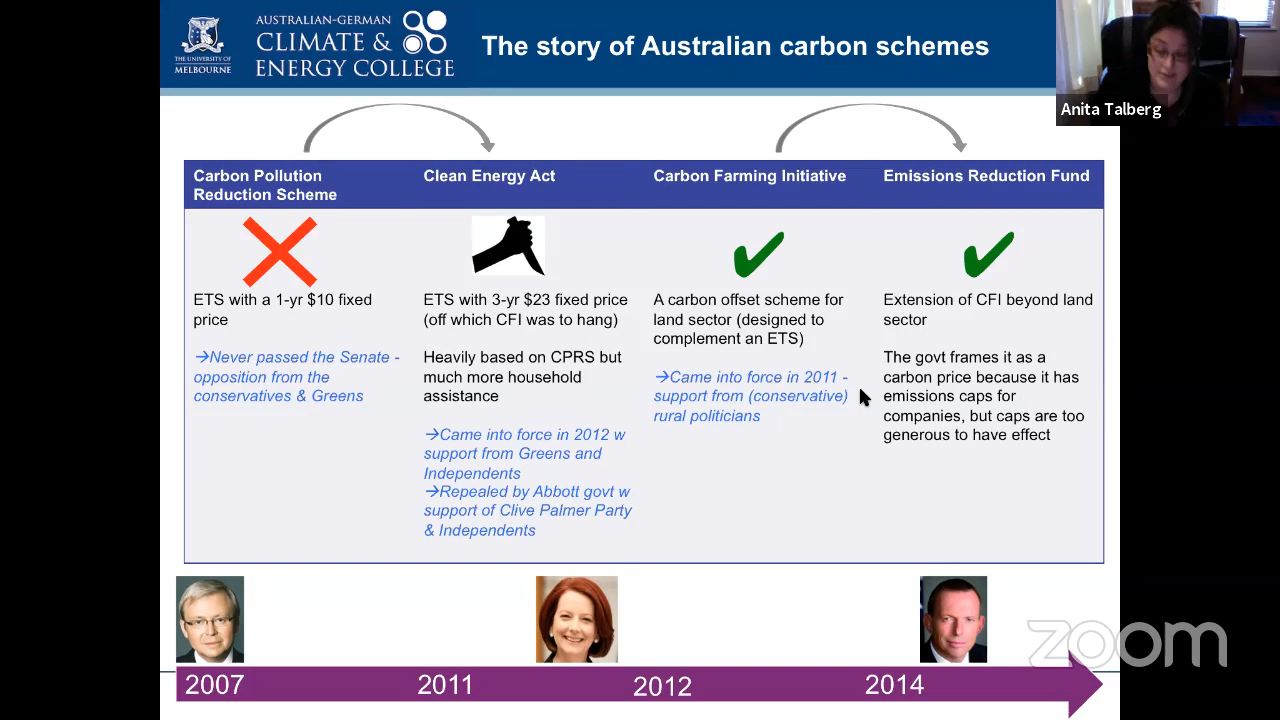 THE UNIVERSITY OF
MELBOURNE
AUSTRALIAN-GERMAN
CLIMATE &
ENERGY COLLEGE
The story of Australian carbon schemes
Anita Talberg
Carbon Pollution
Reduction Scheme
ETS with a 1-yr $10 fixed
price
→Never passed the Senate -
opposition from the
conservatives & Greens
Clean Energy Act
ETS with 3-yr $23 fixed price
(off which CFI was to hang)
Heavily based on CPRS but
much more household
assistance
→Came into force in 2012 w
support from Greens and
Independents
→Repealed by Abbott govt w
support of Clive Palmer Party
& Independents
Carbon Farming Initiative
A carbon offset scheme for
land sector (designed to
complement an ETS)
→Came into force in 2011 -
support from (conservative)
rural politicians
Emissions Reduction Fund
Extension of CFI beyond land
sector
The govt frames it as a
carbon price because it has
emissions caps for
companies, but caps are too
generous to have effect
zoom
2007
2011
2012
2014